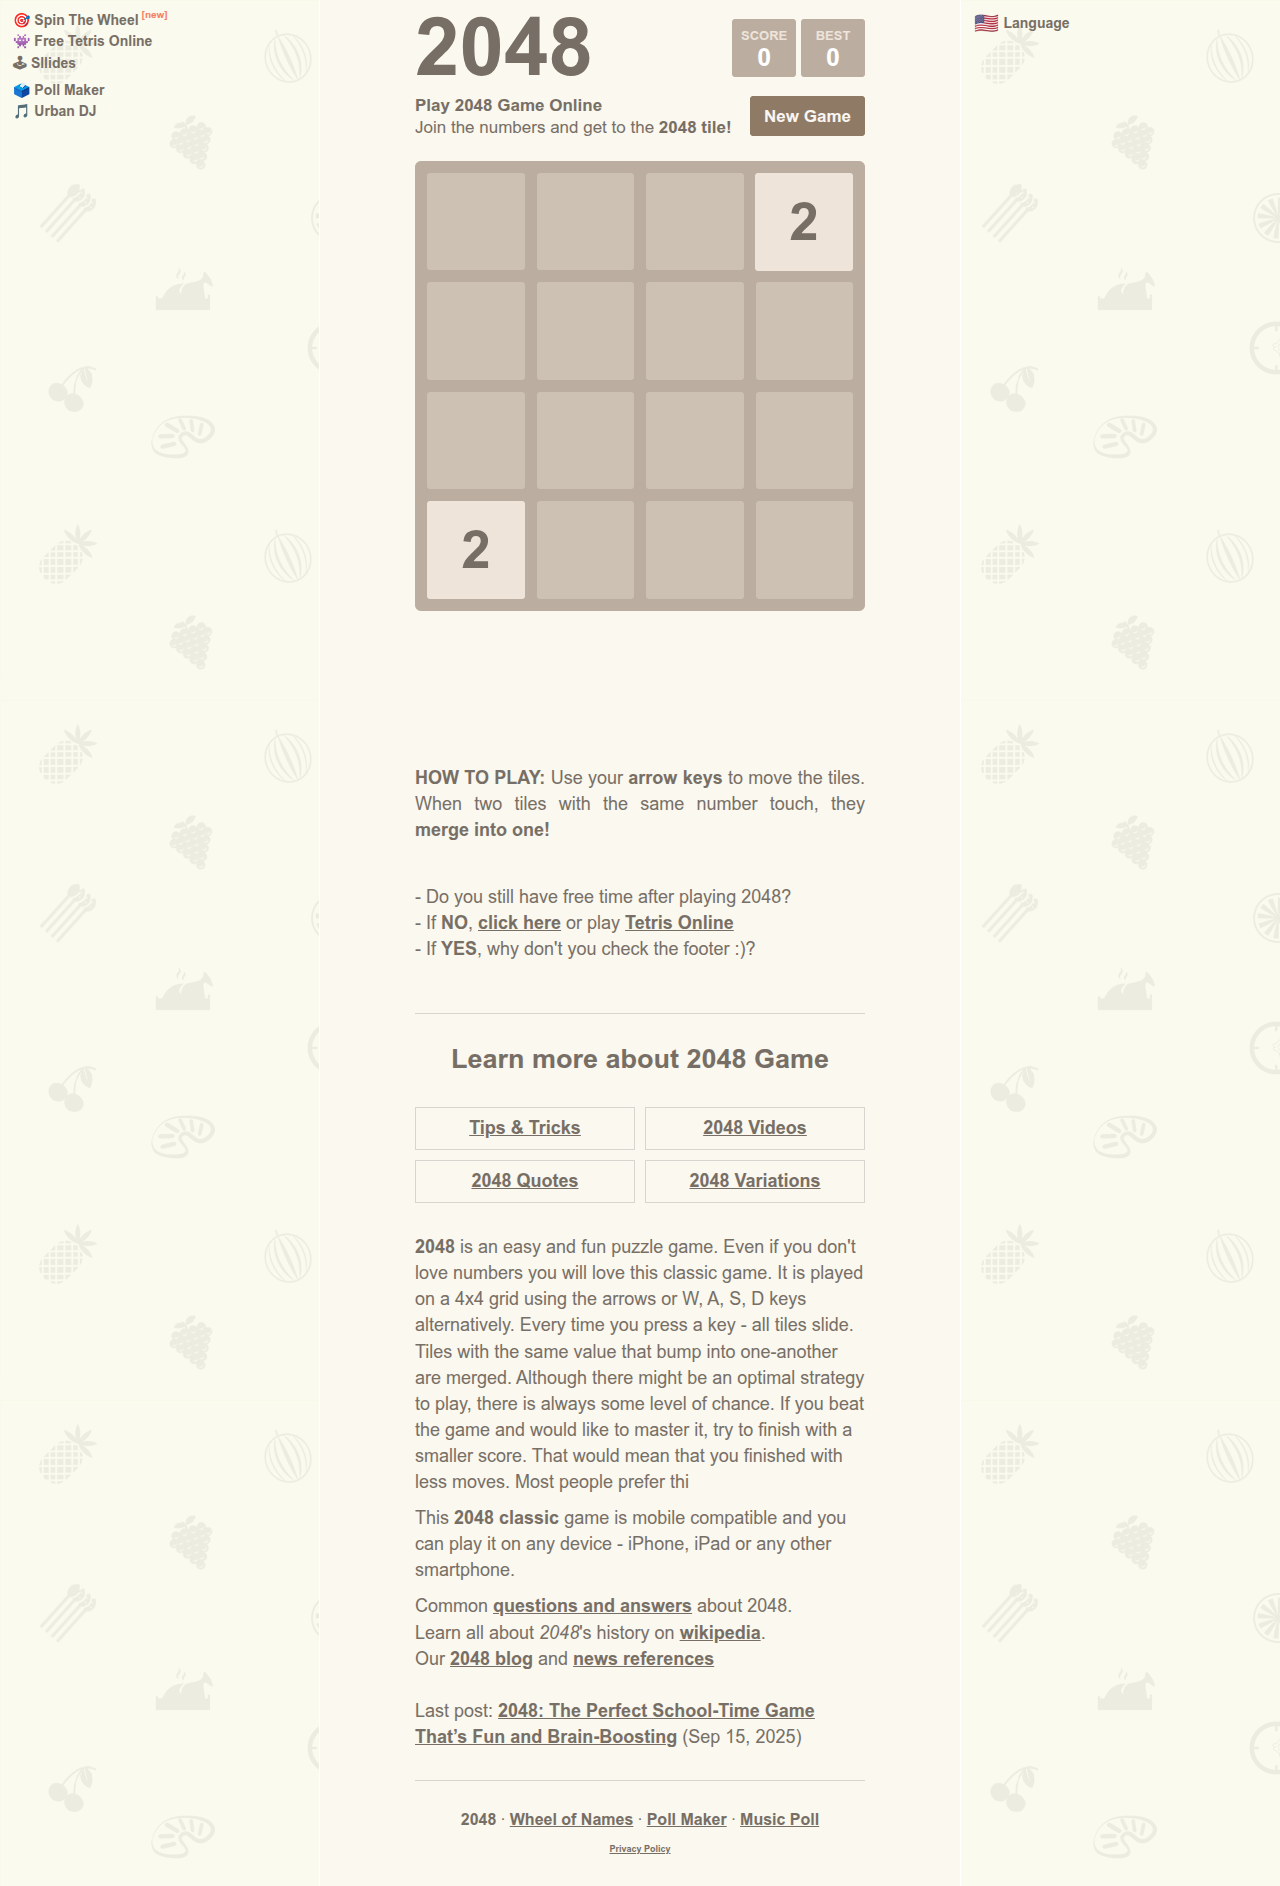 🎯 Spin The Wheel [new]
👾 Free Tetris Online
🕹 Sllides
🗳 Poll Maker
🎵 Urban DJ
🇺🇸 Language
2048
SCORE
0
BEST
0
Play 2048 Game Online
Join the numbers and get to the 2048 tile!
New Game
2
2
HOW TO PLAY: Use your arrow keys to move the tiles.
When two tiles with the same number touch, they
merge into one!
- Do you still have free time after playing 2048?
- If NO, click here or play Tetris Online
- If YES, why don't you check the footer :)?
Learn more about 2048 Game
Tips & Tricks
2048 Videos
2048 Quotes
2048 Variations
2048 is an easy and fun puzzle game. Even if you don't
love numbers you will love this classic game. It is played
on a 4x4 grid using the arrows or W, A, S, D keys
alternatively. Every time you press a key - all tiles slide.
Tiles with the same value that bump into one-another
are merged. Although there might be an optimal strategy
to play, there is always some level of chance. If you beat
the game and would like to master it, try to finish with a
smaller score. That would mean that you finished with
less moves. Most people prefer thi
This 2048 classic game is mobile compatible and you
can play it on any device - iPhone, iPad or any other
smartphone.
Common questions and answers about 2048.
Learn all about 2048's history on wikipedia.
Our 2048 blog and news references
Last post: 2048: The Perfect School-Time Game
That’s Fun and Brain-Boosting (Sep 15, 2025)
2048 · Wheel of Names · Poll Maker · Music Poll
Privacy Policy